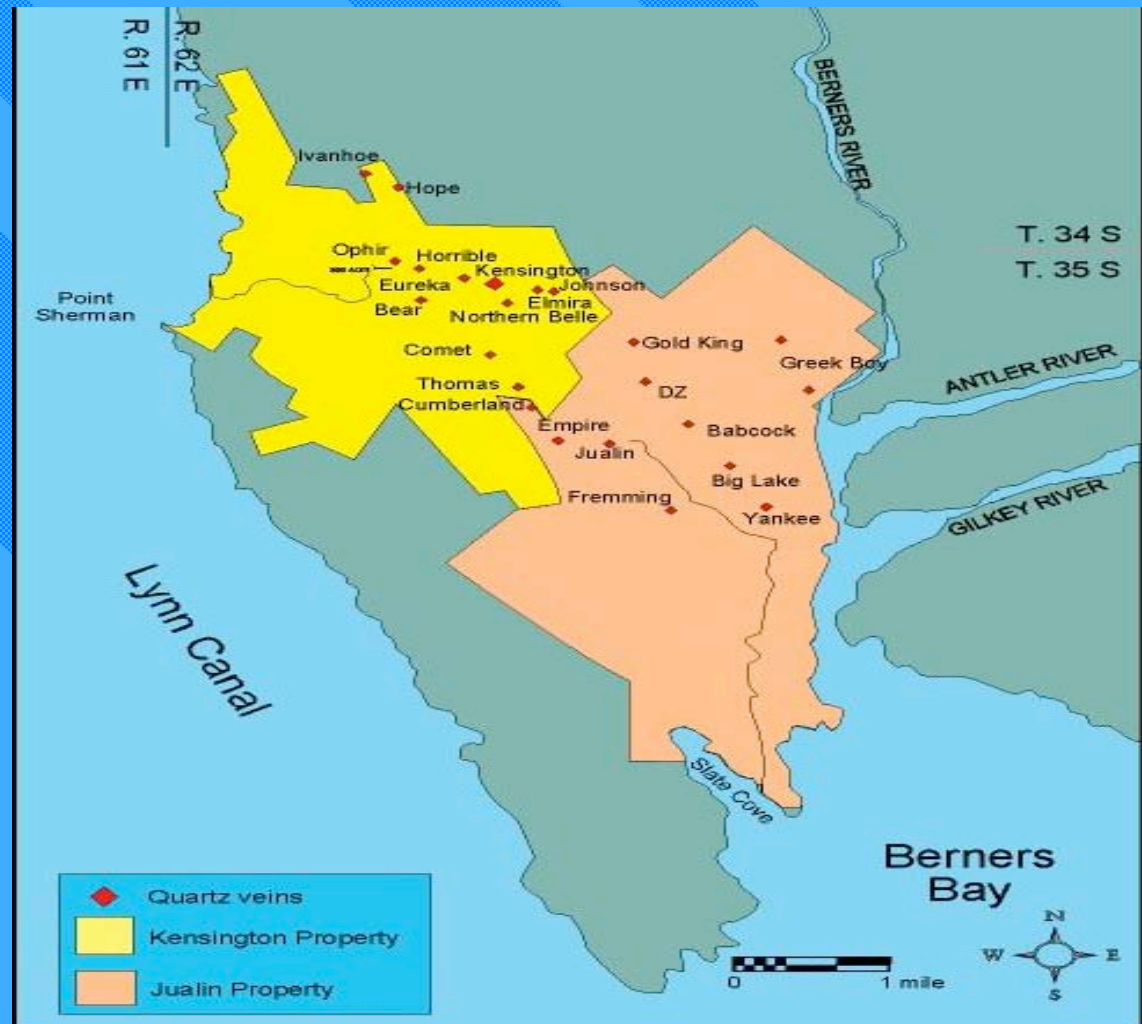 R. 62 E
R. 61 E
BERNERS RIVER
Ivanhoe
Hope
T. 34 S
T. 35 S
Ophir
Horrible
Kensington
Eureka
Johnson
Elmira
Bear
Northern Belle
Point
Sherman
Comet
Gold King
Greek Boy
ANTLER RIVER
Thomas
DZ
Cumberland
Empire
Babcock
Jualin
Big Lake
Fremming
Yankee
GILKEY RIVER
Lynn Canal
Slate Cove
Berners
Bay
Quartz veins
Kensington Property
Jualin Property
N
W E
S
0 1 mile